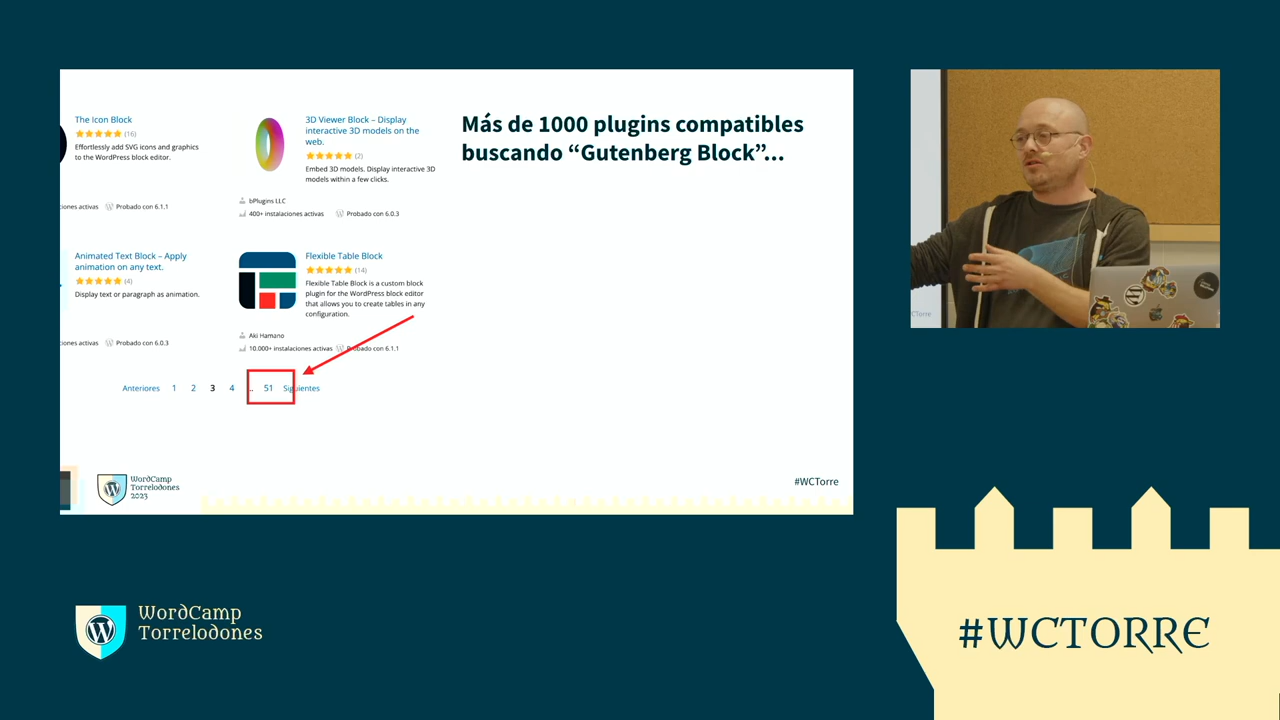 The Icon Block
(16)
Effortlessly add SVG icons and graphics
to the WordPress block editor.
ciones activas
Probado con 6.1.1
3D Viewer Block – Display
interactive 3D models on the
web.
(2)
Embed 3D models. Display interactive 3D
models within a few clicks.
bPlugins LLC
400+ instalaciones activas
Probado con 6.0.3
Animated Text Block – Apply
animation on any text.
(4)
Display text or paragraph as animation.
ciones activas
Probado con 6.0.3
Flexible Table Block
(14)
Flexible Table Block is a custom block
plugin for the WordPress block editor
that allows you to create tables in any
configuration.
Aki Hamano
10.000+ instalaciones activas
Probado con 6.1.1
Anteriores 1 2 3 4 … 51 Siguientes
Más de 1000 plugins compatibles
buscando “Gutenberg Block”...
WordCamp
Torrelodones
2023
#WCTorre
CTorre
WordCamp
Torrelodones
#WCTORRE